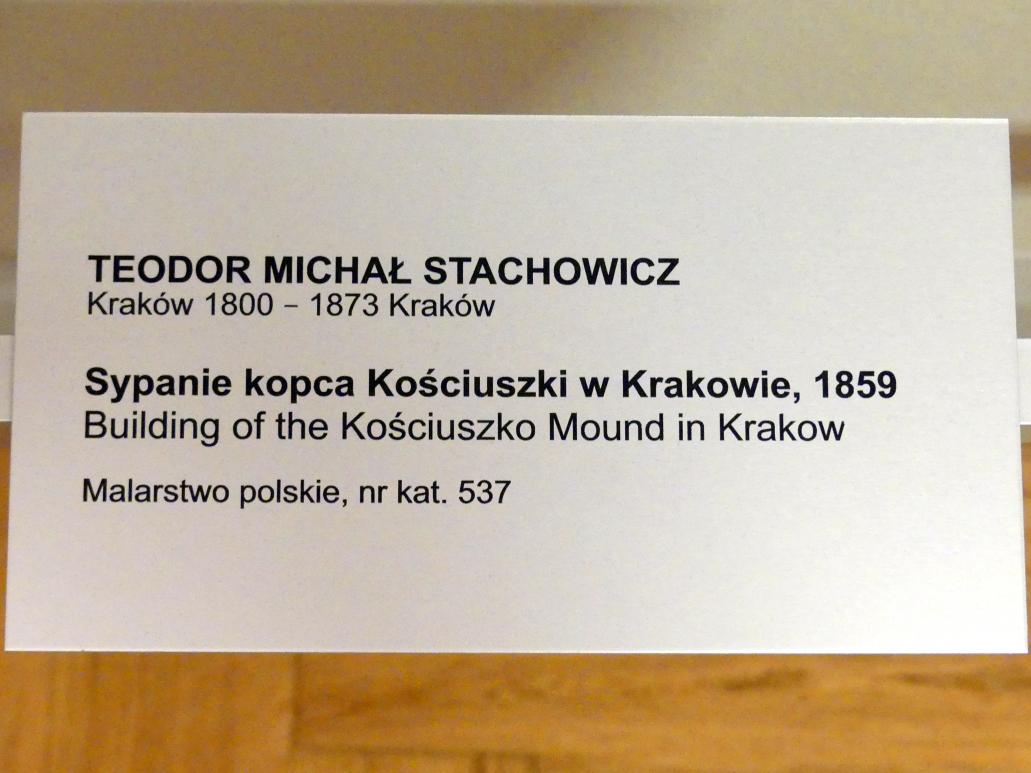 TEODOR MICHAŁ STACHOWICZ
Kraków 1800 – 1873 Kraków
Sypanie kopca Kościuszki w Krakowie, 1859
Building of the Kościuszko Mound in Krakow
Malarstwo polskie, nr kat. 537